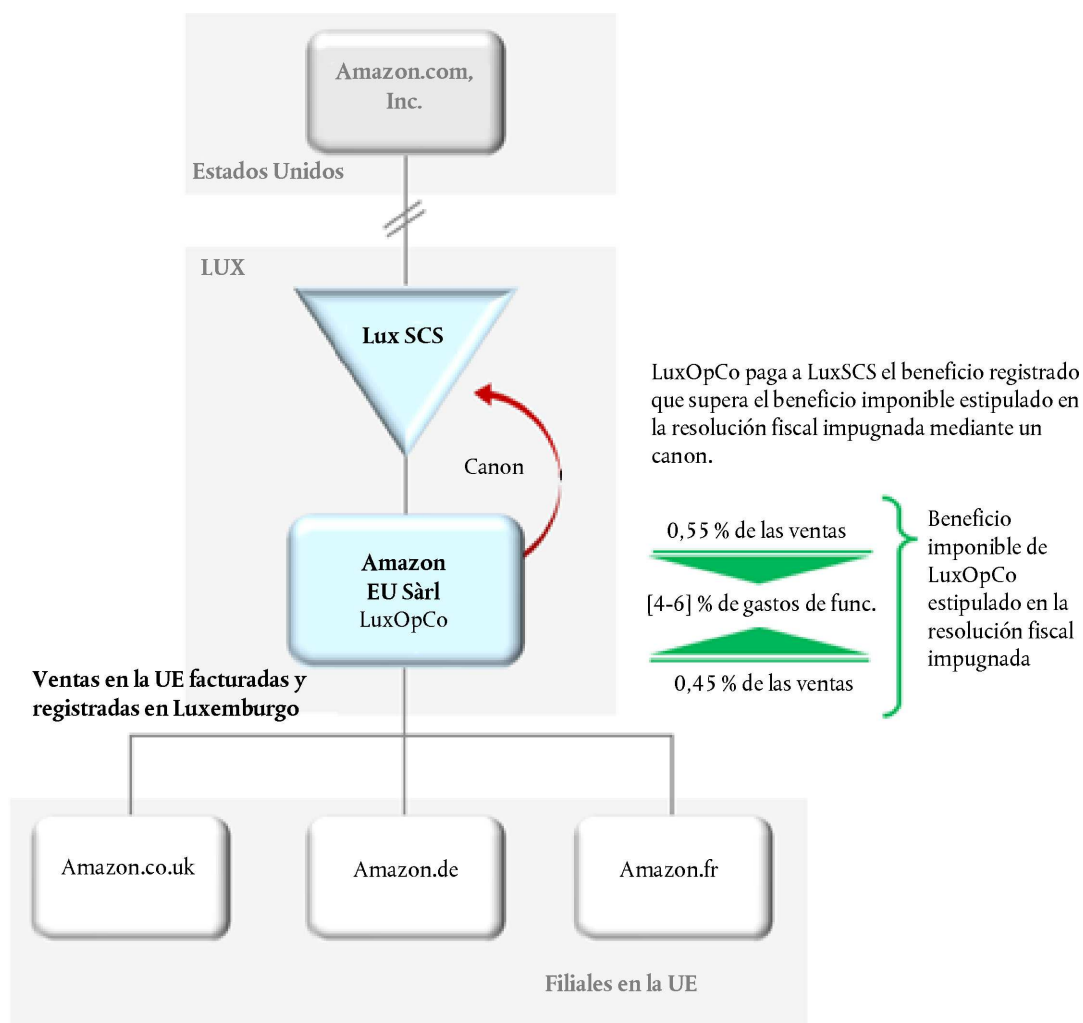 Amazon.com,
Inc.
Estados Unidos
LUX
Lux SCS
LuxOpCo paga a LuxSCS el beneficio registrado
que supera el beneficio imponible estipulado en
la resolución fiscal impugnada mediante un
canon.
Canon
0,55 % de las ventas
[4-6] % de gastos de func.
0,45 % de las ventas
Beneficio
imponible de
LuxOpCo
estipulado en la
resolución fiscal
impugnada
Amazon
EU Sàrl
LuxOpCo
Ventas en la UE facturadas y
registradas en Luxemburgo
Amazon.co.uk
Amazon.de
Amazon.fr
Filiales en la UE